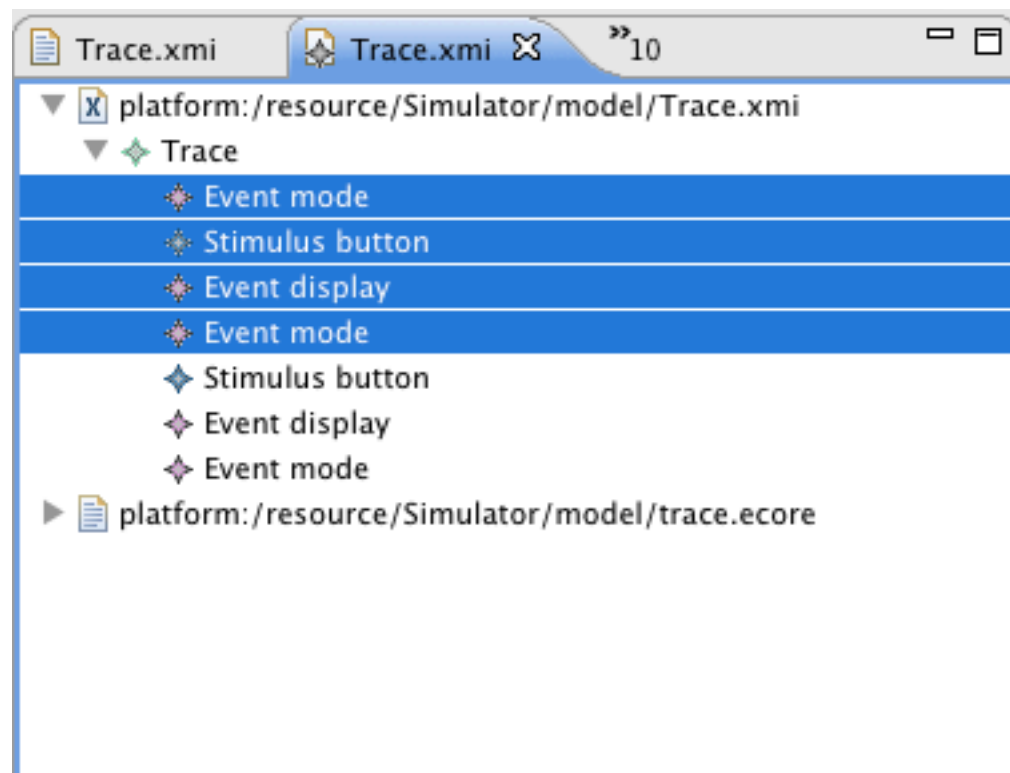 Trace.xmi Trace.xmi »10
platform:/resource/Simulator/model/Trace.xmi
Trace
Event mode
Stimulus button
Event display
Event mode
Stimulus button
Event display
Event mode
platform:/resource/Simulator/model/trace.ecore